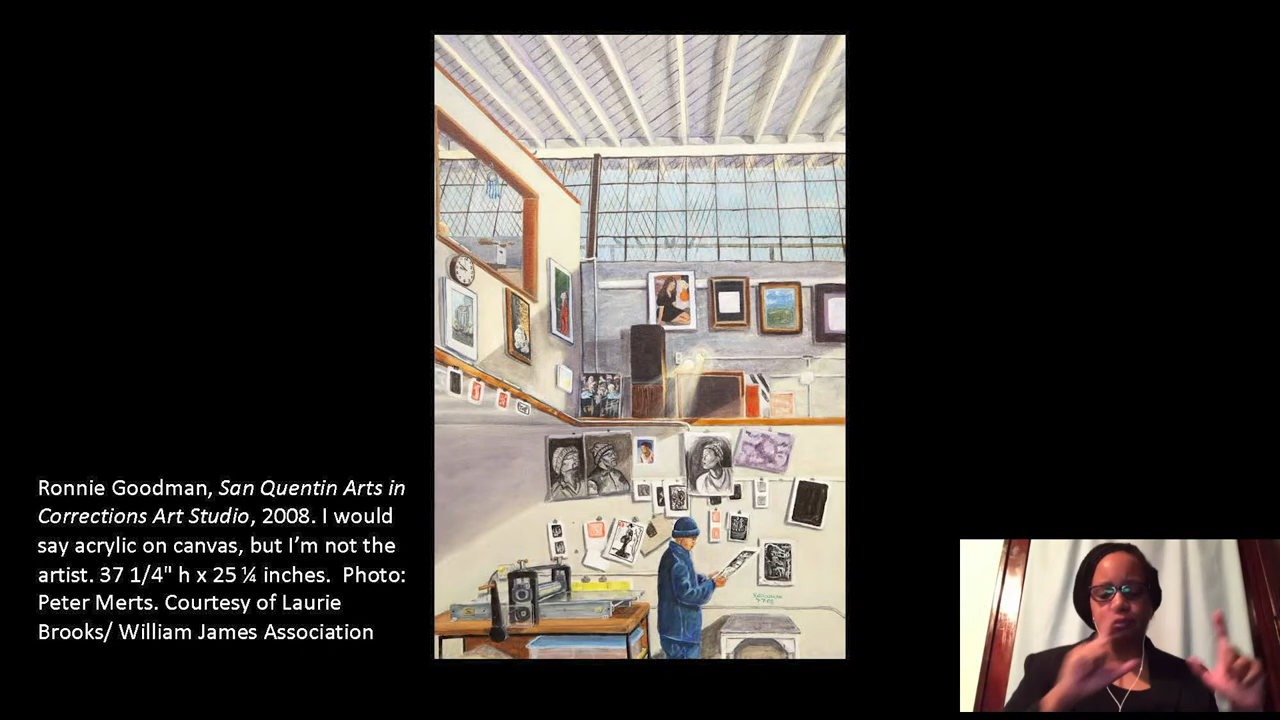 Ronnie Goodman, San Quentin Arts in
Corrections Art Studio, 2008. I would
say acrylic on canvas, but I’m not the
artist. 37 1/4" h x 25 ¼ inches.  Photo:
Peter Merts. Courtesy of Laurie
Brooks/ William James Association